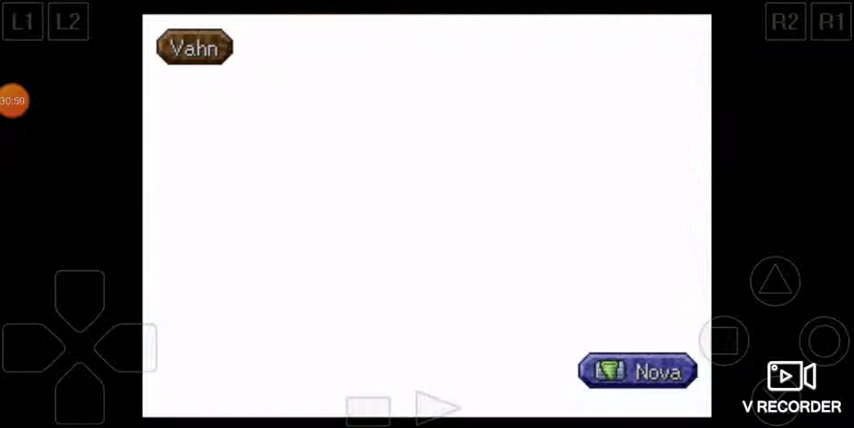 L1 L2
R2 R1
Vahn
30:59
Nova
V RECORDER